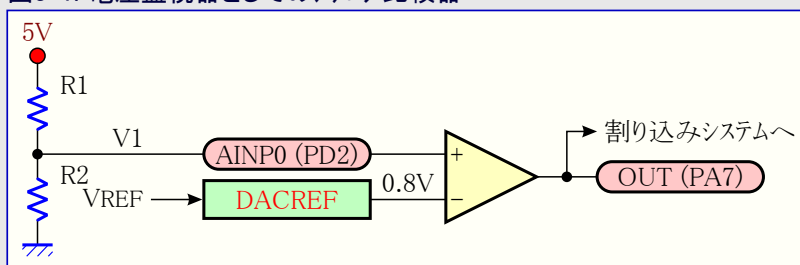 5V
R1
V1
AINP0 (PD2)
+
割り込みシステムへ
R2
VREF
DACREF
0.8V
−
OUT (PA7)